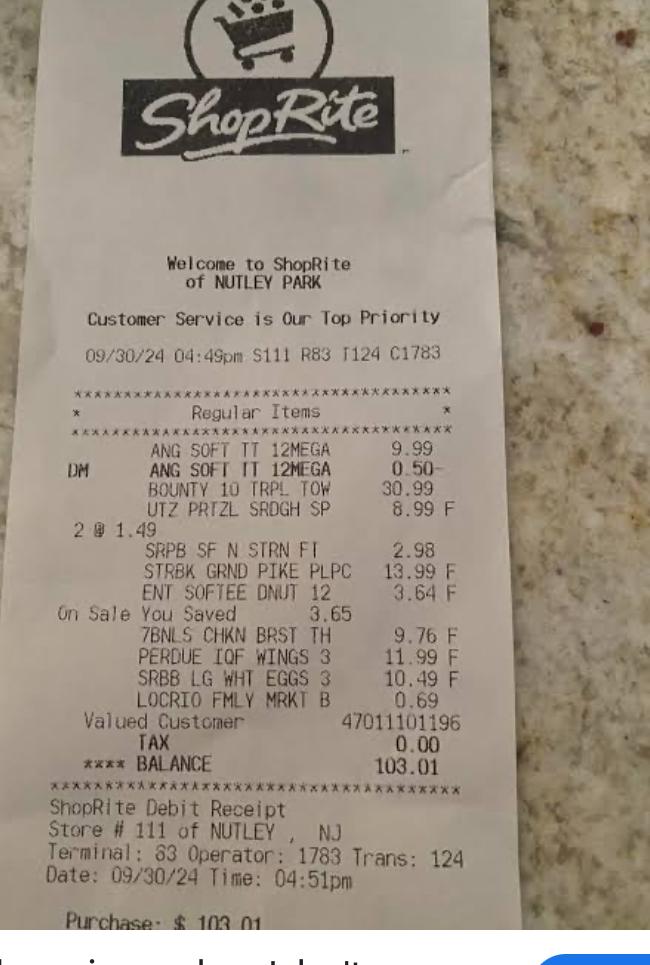 ShopRite
Welcome to ShopRite
of NUTLEY PARK
Customer Service is Our Top Priority
09/30/24 04:49pm S111 R83 T124 C1783
****************************************
* Regular Items *
****************************************
ANG SOFT TT 12MEGA 9.99
DM ANG SOFT TT 12MEGA 0.50-
BOUNTY 10 TRPL TOW 30.99
UTZ PRTZL SRDGH SP 8.99 F
2 @ 1.49
SRPB SF N STRN FT 2.98
STRBK GRND PIKE PLPC 13.99 F
ENT SOFTEE DNUT 12 3.64 F
On Sale You Saved 3.65
7BNLS CHKN BRST TH 9.76 F
PERDUE IQF WINGS 3 11.99 F
SRBB LG WHT EGGS 3 10.49 F
LOCRIO FMLY MRKT B 0.69
Valued Customer 47011101196
TAX 0.00
**** BALANCE 103.01
****************************************
ShopRite Debit Receipt
Store # 111 of NUTLEY , NJ
Terminal: 83 Operator: 1783 Trans: 124
Date: 09/30/24 Time: 04:51pm
Purchase: $ 103.01